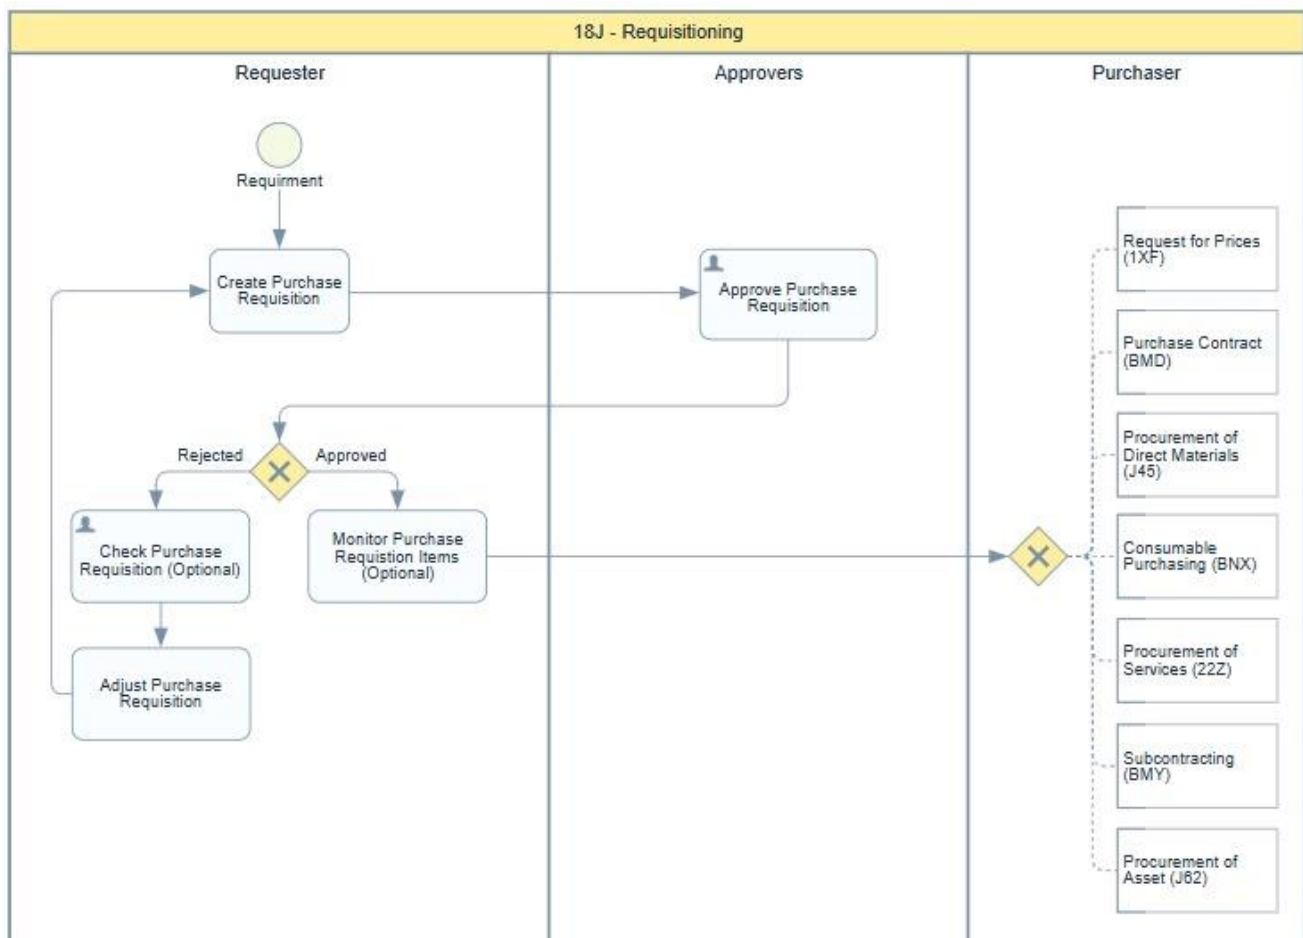 18J - Requisitioning
Requester
Approvers
Purchaser
Requirment
Create Purchase
Requisition
Approve Purchase
Requisition
Rejected
Approved
Check Purchase
Requisition (Optional)
Monitor Purchase
Requistion Items
(Optional)
Adjust Purchase
Requisition
Request for Prices
(1XF)
Purchase Contract
(BMD)
Procurement of
Direct Materials
(J45)
Consumable
Purchasing (BNX)
Procurement of
Services (22Z)
Subcontracting
(BMY)
Procurement of
Asset (J62)